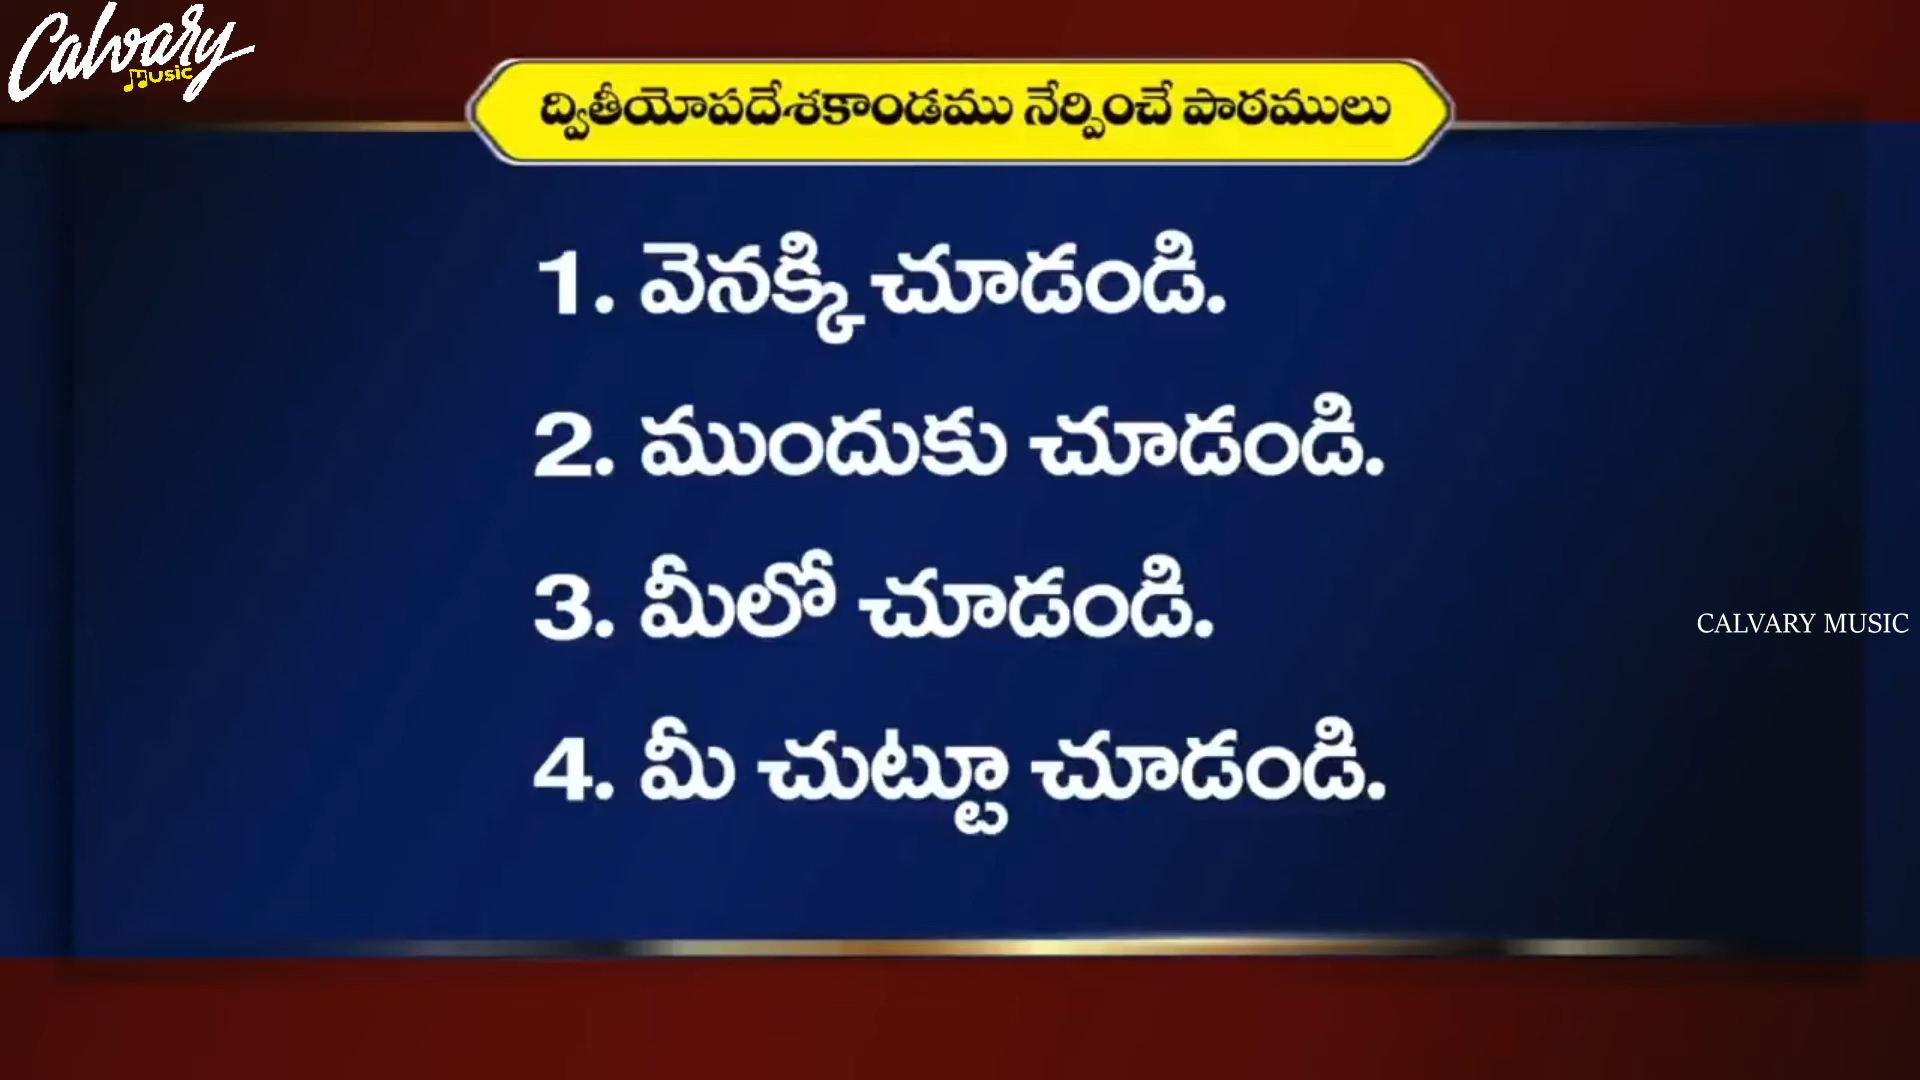 Calvary
music
ద్వితీయోపదేశకాండము నేర్పించే పాఠములు
1. వెనక్కి చూడండి.
2. ముందుకు చూడండి.
3. మీలో చూడండి.
CALVARY MUSIC
4. మీ చుట్టూ చూడండి.